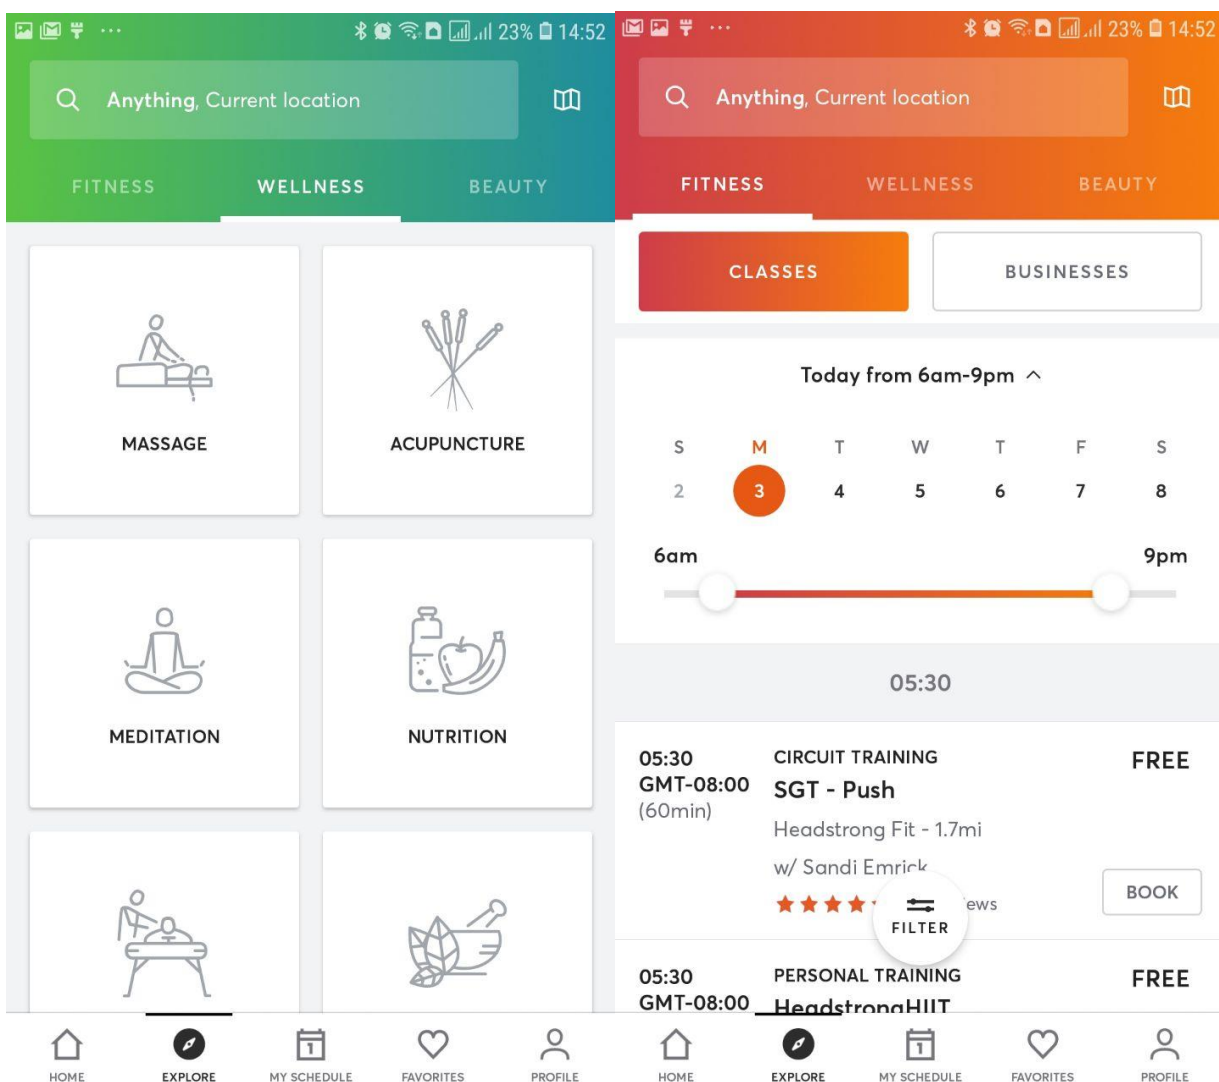 23% 14:52
Anything, Current location
FITNESS WELLNESS BEAUTY
MASSAGE ACUPUNCTURE
MEDITATION NUTRITION
HOME EXPLORE MY SCHEDULE FAVORITES PROFILE
23% 14:52
Anything, Current location
FITNESS WELLNESS BEAUTY
CLASSES BUSINESSES
Today from 6am-9pm
S M T W T F S
2 3 4 5 6 7 8
6am 9pm
05:30
05:30 CIRCUIT TRAINING FREE
GMT-08:00 SGT - Push
(60min)
Headstrong Fit - 1.7mi
w/ Sandi Emrick
BOOK
FILTER
05:30 PERSONAL TRAINING FREE
GMT-08:00 HeadstrongHIIT
HOME EXPLORE MY SCHEDULE FAVORITES PROFILE